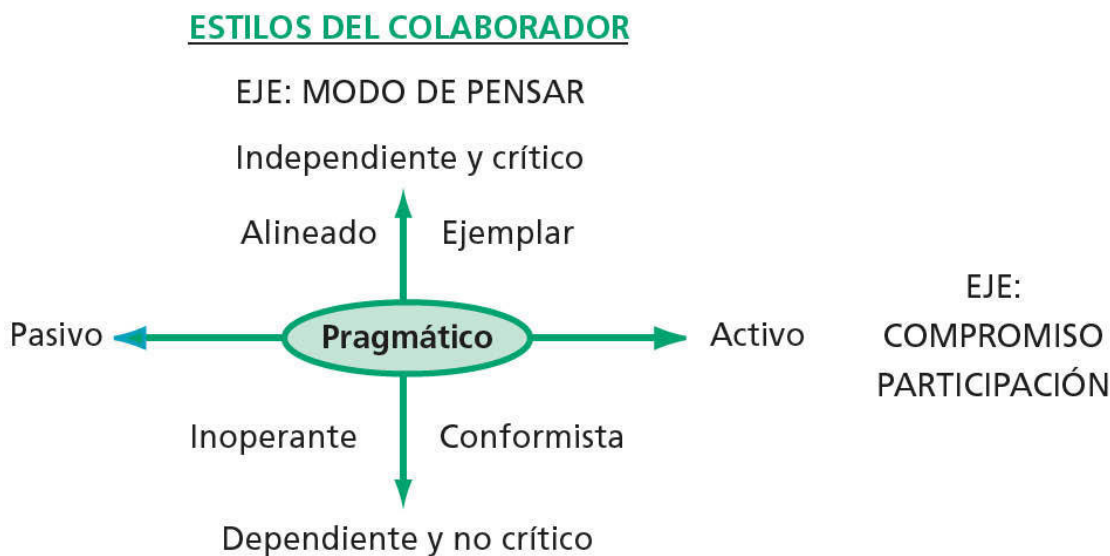 ESTILOS DEL COLABORADOR
EJE: MODO DE PENSAR
Independiente y crítico
Alineado
Ejemplar
Pasivo
Pragmático
Activo
EJE:
COMPROMISO
PARTICIPACIÓN
Inoperante
Conformista
Dependiente y no crítico